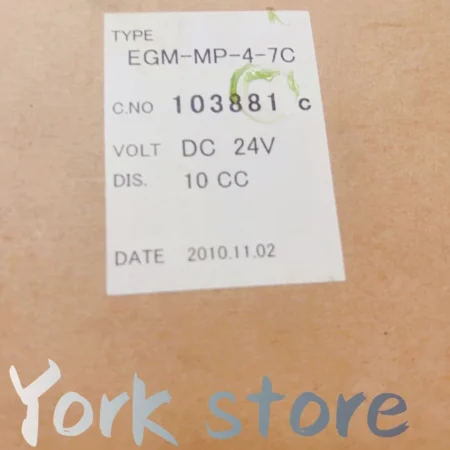 TYPE
EGM-MP-4-7C
C.NO 103881 C
VOLT DC 24V
DIS. 10 CC
DATE 2010.11.02
York store